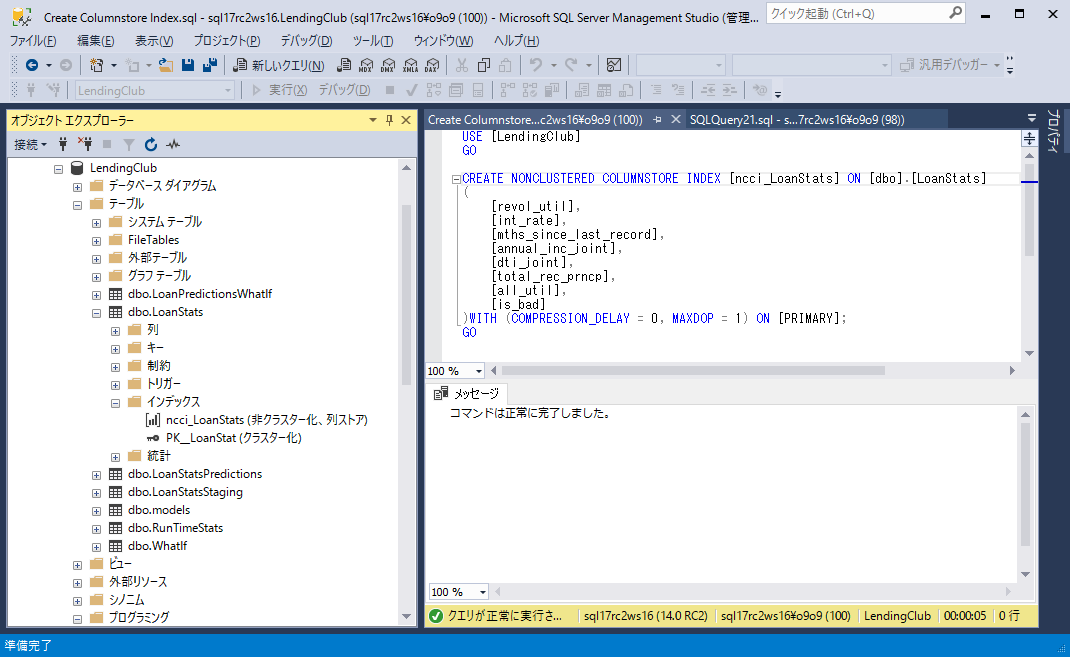 Create Columnstore Index.sql - sql17rc2ws16.LendingClub (sql17rc2ws16¥o9o9 (100)) - Microsoft SQL Server Management Studio (管理...
クイック起動 (Ctrl+Q)
ファイル(F) 編集(E) 表示(V) プロジェクト(P) デバッグ(D) ツール(T) ウィンドウ(W) ヘルプ(H)
新しいクエリ(N) MDX DMX XMLA DAX 汎用デバッガー
LendingClub 実行(X) デバッグ(D)
オブジェクト エクスプローラー
接続
LendingClub
データベース ダイアグラム
テーブル
システム テーブル
FileTables
外部テーブル
グラフ テーブル
dbo.LoanPredictionsWhatIf
dbo.LoanStats
列
キー
制約
トリガー
インデックス
ncci_LoanStats (非クラスター化、列ストア)
PK__LoanStat (クラスター化)
統計
dbo.LoanStatsPredictions
dbo.LoanStatsStaging
dbo.models
dbo.RunTimeStats
dbo.WhatIf
ビュー
外部リソース
シノニム
プログラミング
Create Columnstore...c2ws16¥o9o9 (100)) SQLQuery21.sql - s...7rc2ws16¥o9o9 (98))
USE [LendingClub]
GO
CREATE NONCLUSTERED COLUMNSTORE INDEX [ncci_LoanStats] ON [dbo].[LoanStats]
(
[revol_util],
[int_rate],
[mths_since_last_record],
[annual_inc_joint],
[dti_joint],
[total_rec_prncp],
[all_util],
[is_bad]
)WITH (COMPRESSION_DELAY = 0, MAXDOP = 1) ON [PRIMARY];
GO
100 %
メッセージ
コマンドは正常に完了しました。
100 %
クエリが正常に実行さ... sql17rc2ws16 (14.0 RC2) sql17rc2ws16¥o9o9 (100) LendingClub 00:00:05 0 行
プロパティ
準備完了